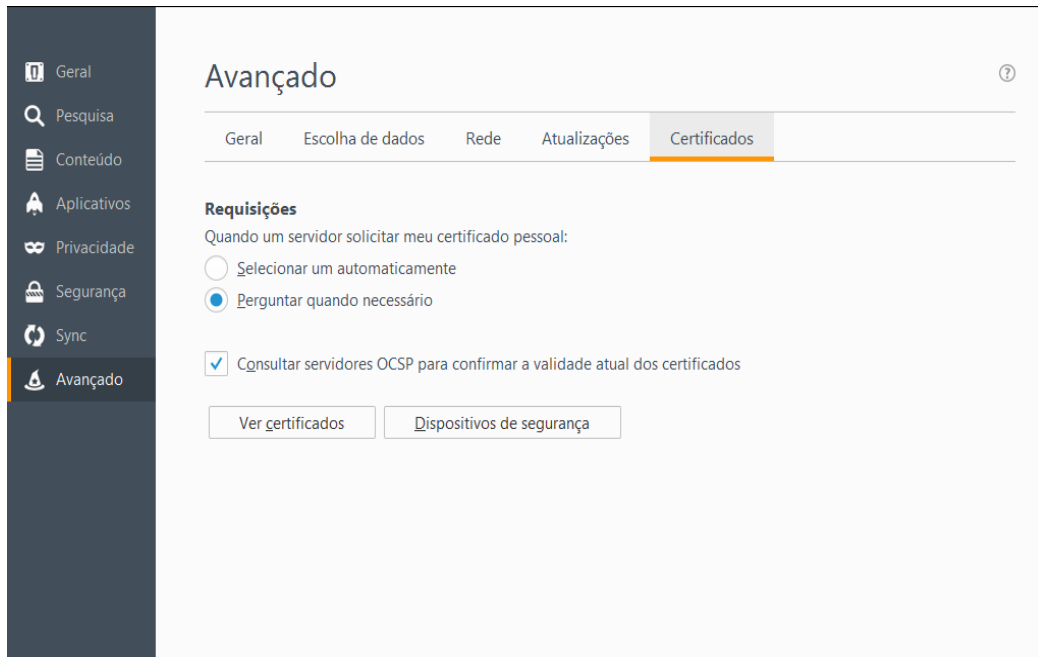 Geral
Pesquisa
Conteúdo
Aplicativos
Privacidade
Segurança
Sync
Avançado
Avançado
?
Geral Escolha de dados Rede Atualizações Certificados
Requisições
Quando um servidor solicitar meu certificado pessoal:
Selecionar um automaticamente
Perguntar quando necessário
Consultar servidores OCSP para confirmar a validade atual dos certificados
Ver certificados Dispositivos de segurança